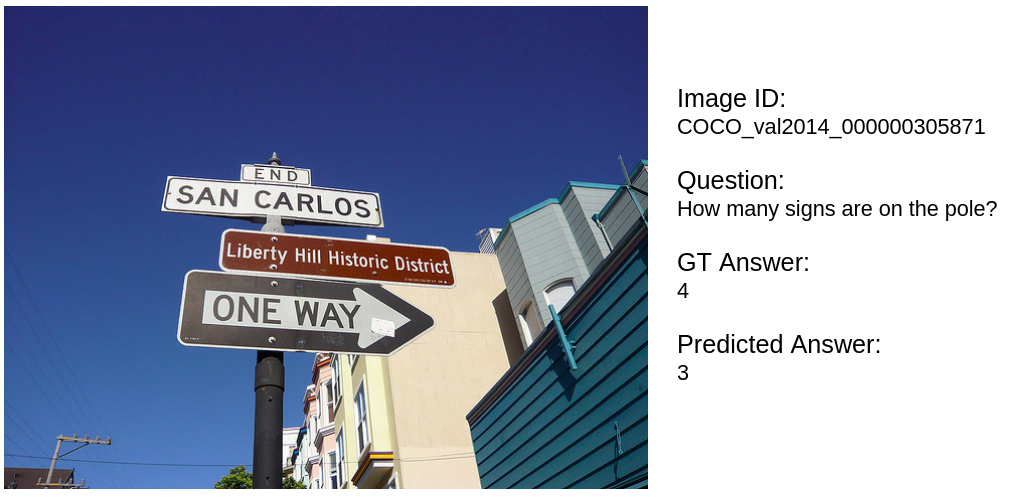 END
SAN CARLOS
Liberty Hill Historic District
ONE WAY
Image ID:
COCO_val2014_000000305871
Question:
How many signs are on the pole?
GT Answer:
4
Predicted Answer:
3